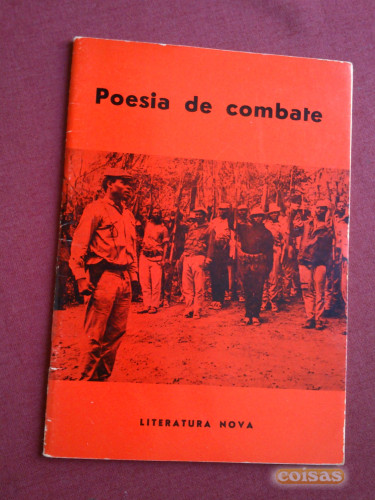 Poesia de combate
LITERATURA NOVA
coisas